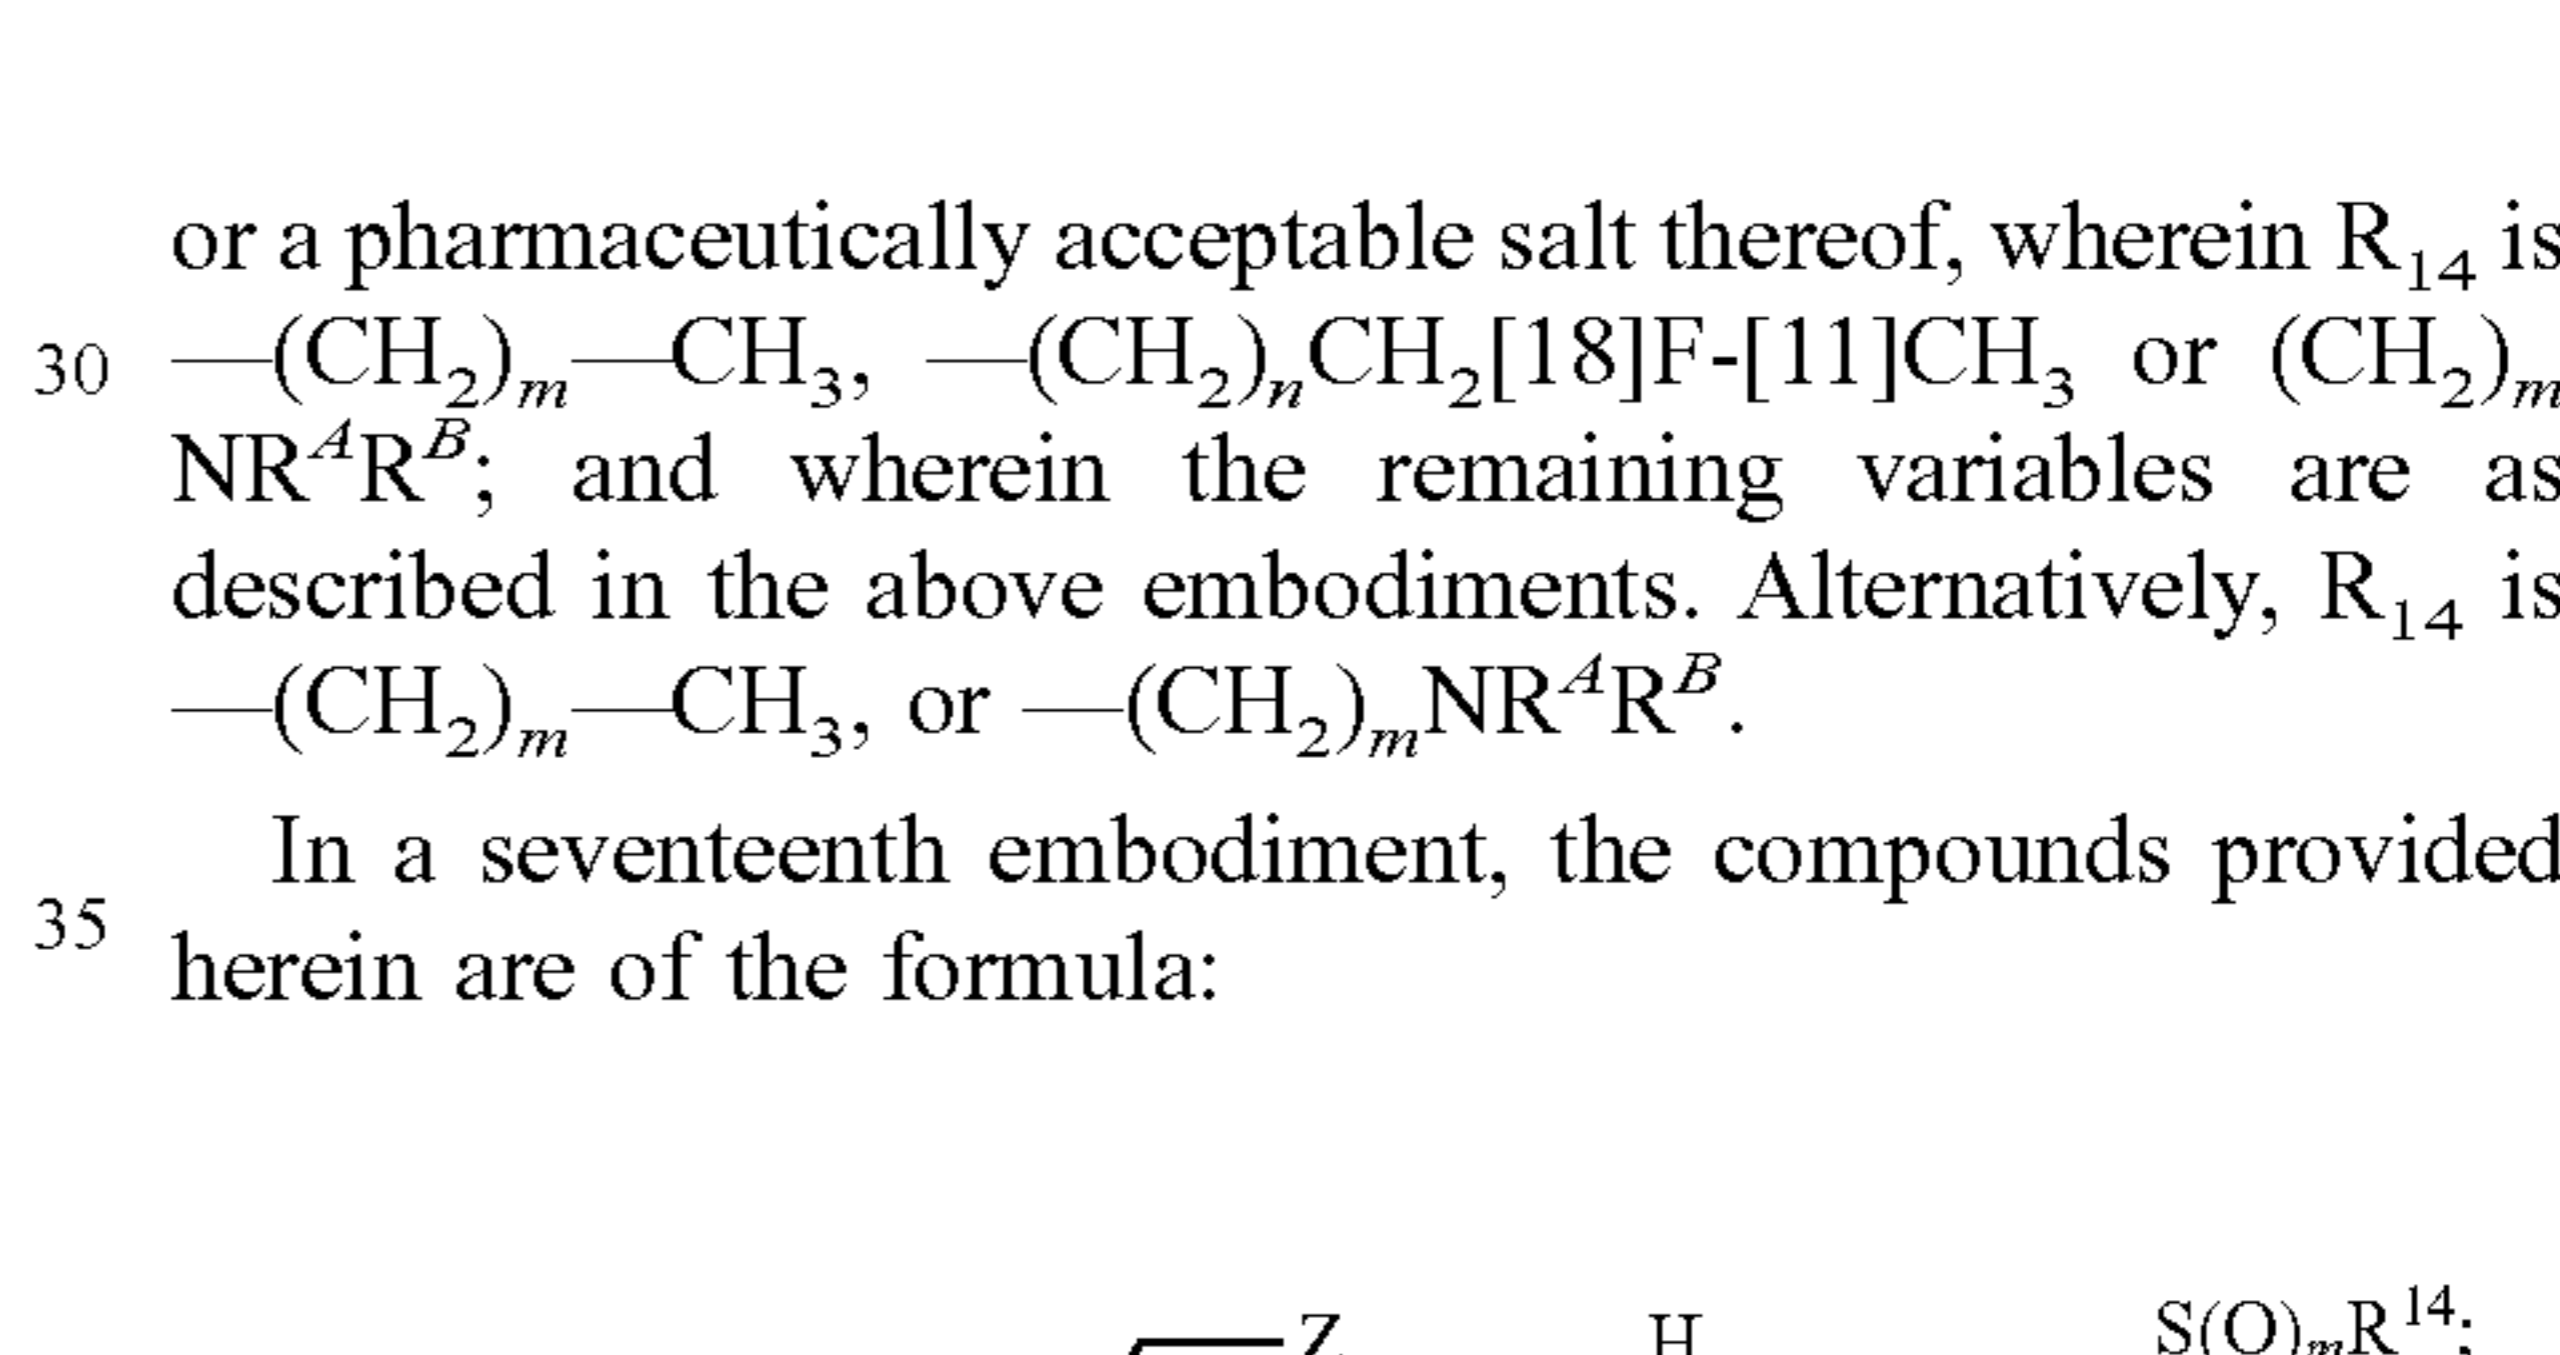 or a pharmaceutically acceptable salt thereof, wherein R₁₄ is
30 —(CH₂)ₘ—CH₃, —(CH₂)ₙCH₂[18]F-[11]CH₃ or (CH₂)ₘ
NRᴬRᴮ; and wherein the remaining variables are as
described in the above embodiments. Alternatively, R₁₄ is
—(CH₂)ₘ—CH₃, or —(CH₂)ₘNRᴬRᴮ.
In a seventeenth embodiment, the compounds provided
35
herein are of the formula:
Z H S(O)ₘR¹⁴;